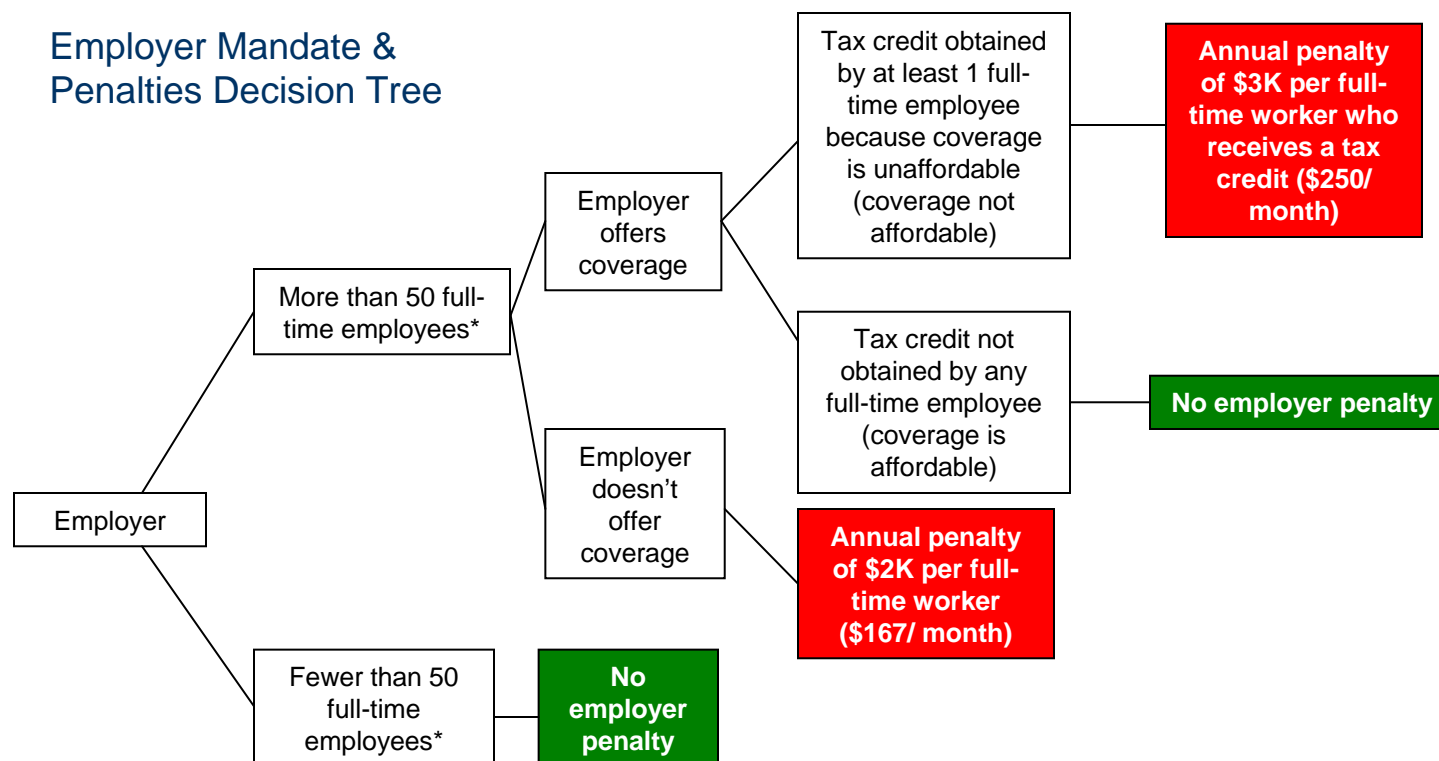 Employer Mandate &
Penalties Decision Tree
Tax credit obtained
by at least 1 full-
time employee
because coverage
is unaffordable
(coverage not
affordable)
Annual penalty
of $3K per full-
time worker who
receives a tax
credit ($250/
month)
Employer
offers
coverage
More than 50 full-
time employees*
Tax credit not
obtained by any
full-time employee
(coverage is
affordable)
No employer penalty
Employer
doesn’t
offer
coverage
Employer
Annual penalty
of $2K per full-
time worker
($167/ month)
Fewer than 50
full-time
employees*
No
employer
penalty